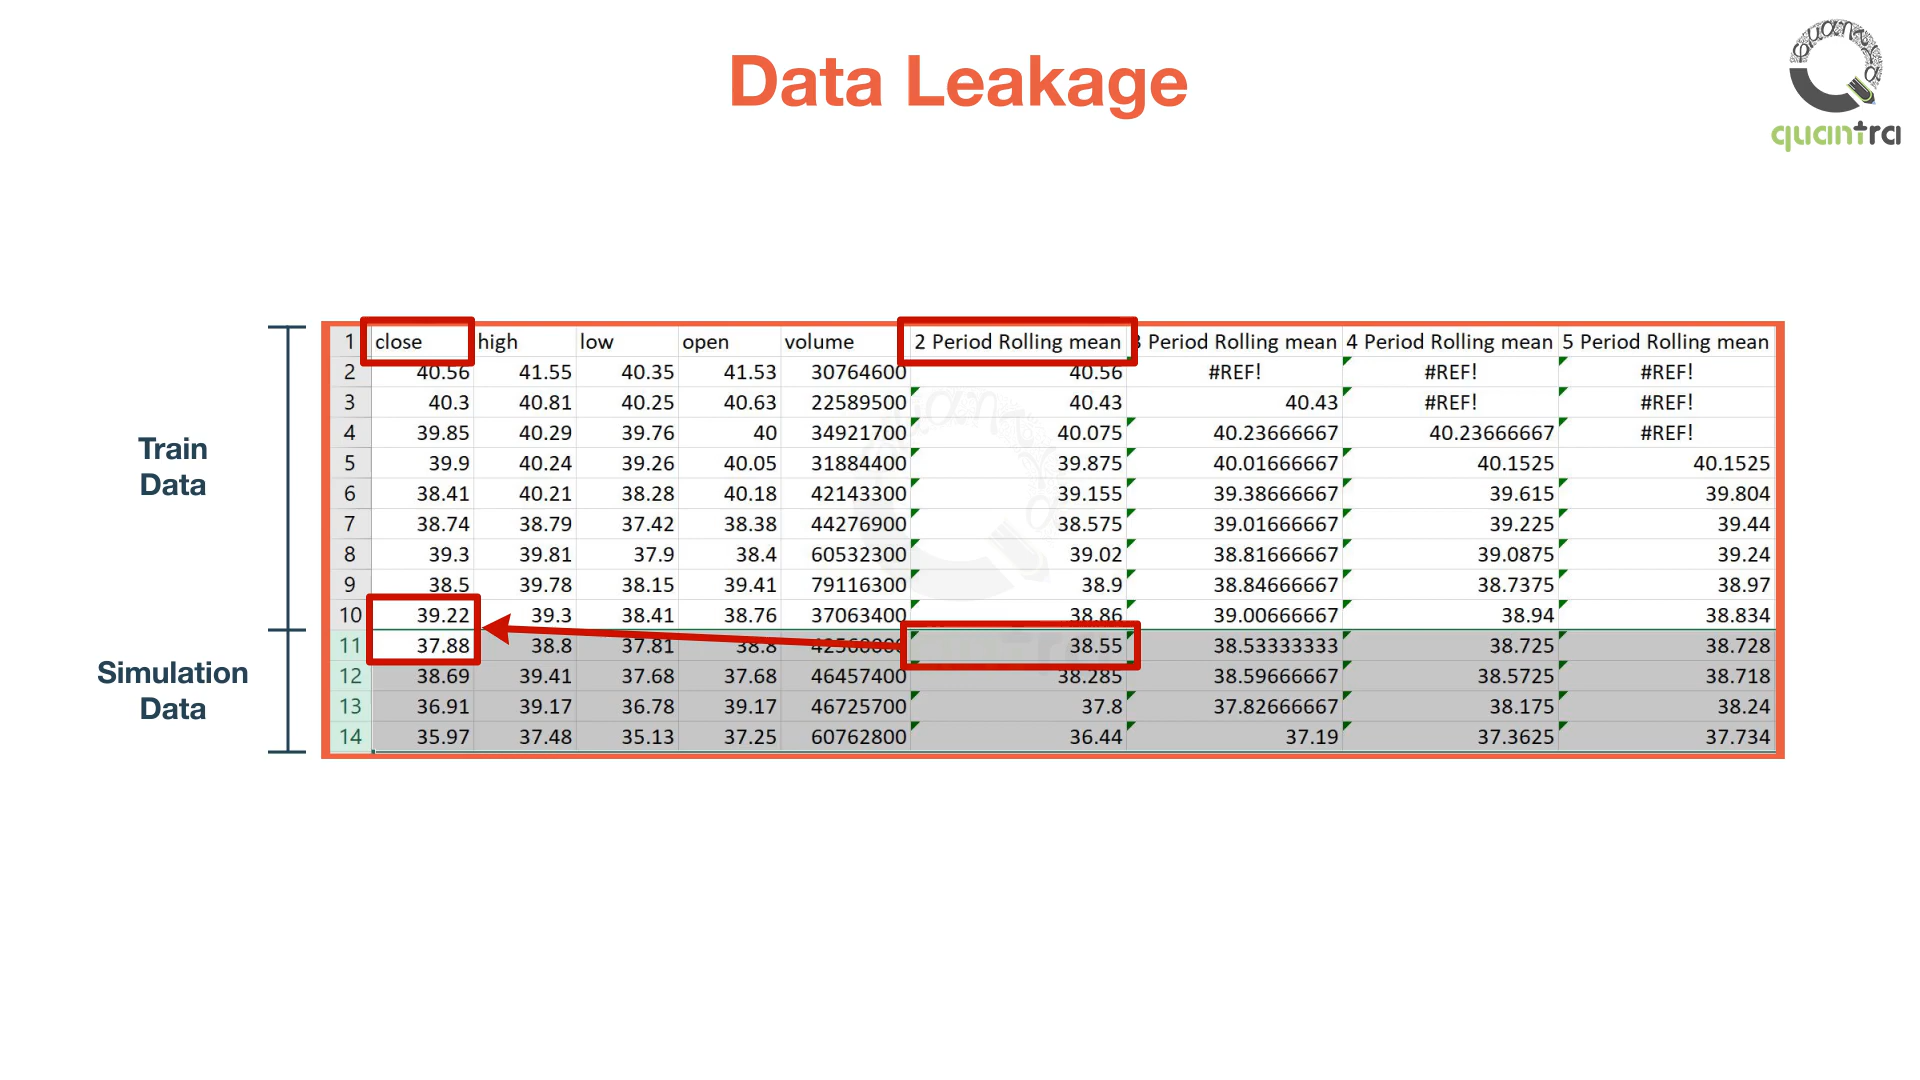 Data Leakage
quantra
Train
Data
Simulation
Data
1 close high low open volume 2 Period Rolling mean 3 Period Rolling mean 4 Period Rolling mean 5 Period Rolling mean
2 40.56 41.55 40.35 41.53 30764600 40.56 #REF! #REF! #REF!
3 40.3 40.81 40.25 40.63 22589500 40.43 40.43 #REF! #REF!
4 39.85 40.29 39.76 40 34921700 40.075 40.23666667 40.23666667 #REF!
5 39.9 40.24 39.26 40.05 31884400 39.875 40.01666667 40.1525 40.1525
6 38.41 40.21 38.28 40.18 42143300 39.155 39.38666667 39.615 39.804
7 38.74 38.79 37.42 38.38 44276900 38.575 39.01666667 39.225 39.44
8 39.3 39.81 37.9 38.4 60532300 39.02 38.81666667 39.0875 39.24
9 38.5 39.78 38.15 39.41 79116300 38.9 38.84666667 38.7375 38.97
10 39.22 39.3 38.41 38.76 37063400 38.86 39.00666667 38.94 38.834
11 37.88 38.8 37.81 38.8 38.55 38.53333333 38.725 38.728
12 38.69 39.41 37.68 37.68 46457400 38.285 38.59666667 38.5725 38.718
13 36.91 39.17 36.78 39.17 46725700 37.8 37.82666667 38.175 38.24
14 35.97 37.48 35.13 37.25 60762800 36.44 37.19 37.3625 37.734